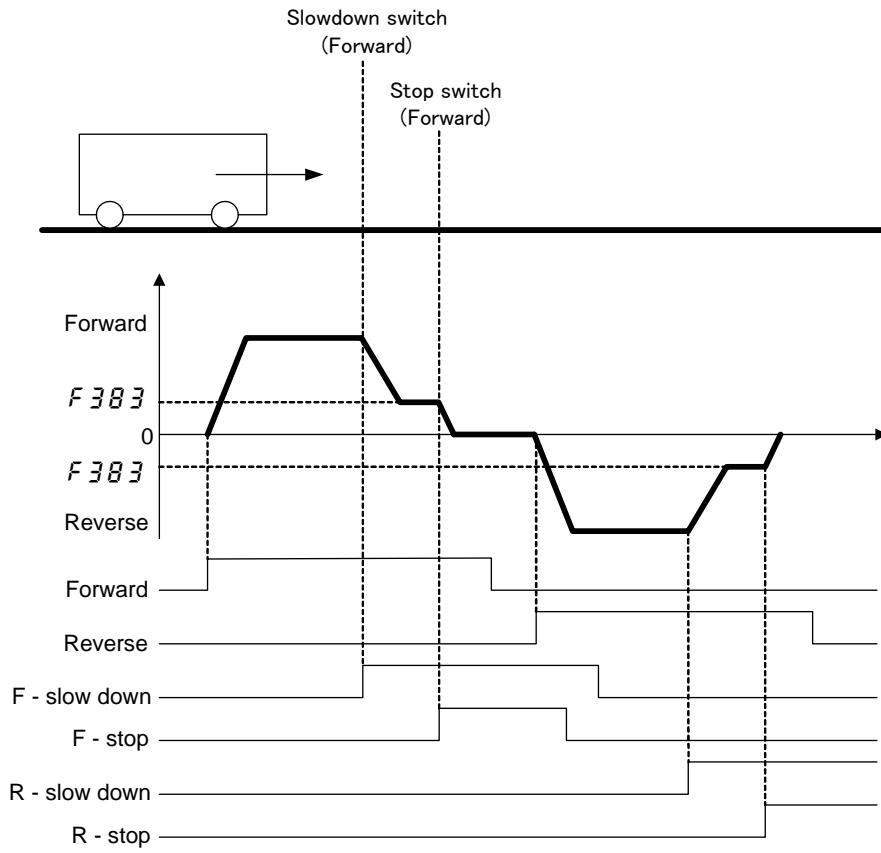 Slowdown switch
(Forward)
Stop switch
(Forward)
Forward
F383
0
F383
Reverse
Forward
Reverse
F - slow down
F - stop
R - slow down
R - stop